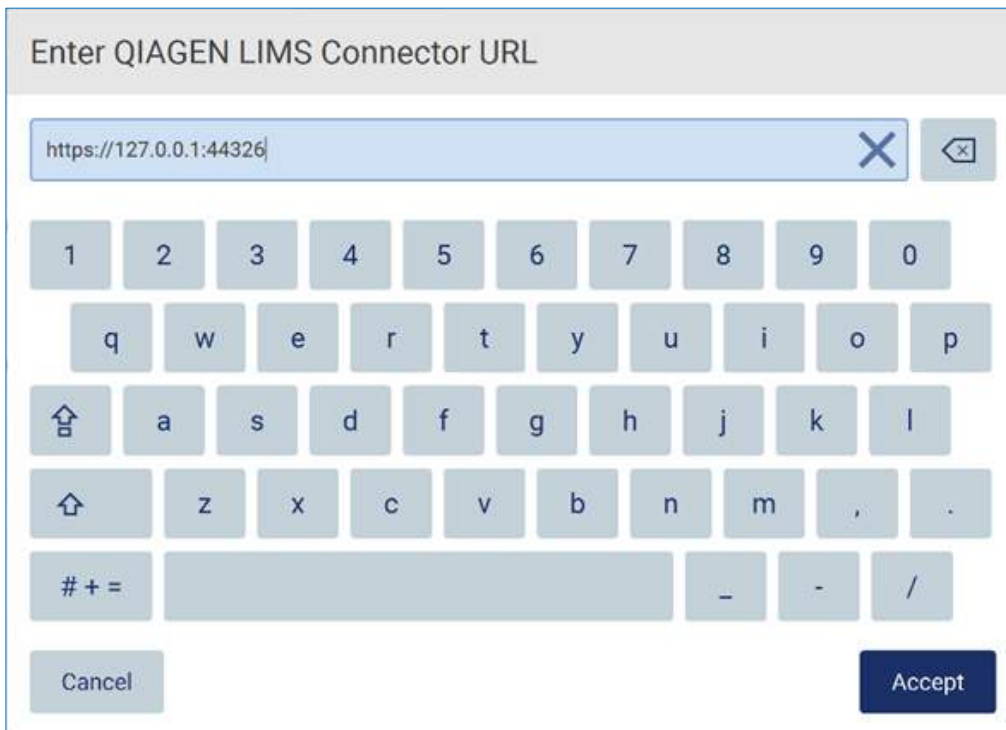 Enter QIAGEN LIMS Connector URL
https://127.0.0.1:44326
1 2 3 4 5 6 7 8 9 0
q w e r t y u i o p
a s d f g h j k l
z x c v b n m , .
# + = _ - /
Cancel Accept